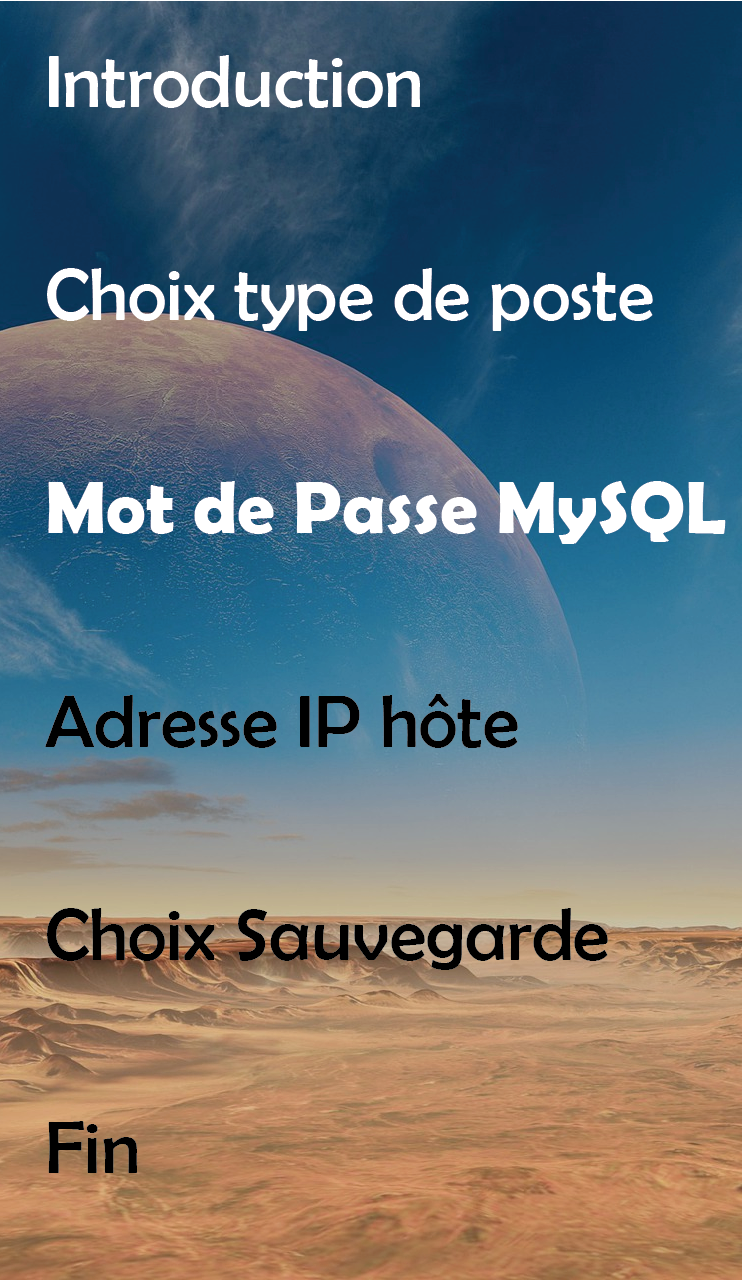 Introduction
Choix type de poste
Mot de Passe MySQL
Adresse IP hôte
Choix Sauvegarde
Fin